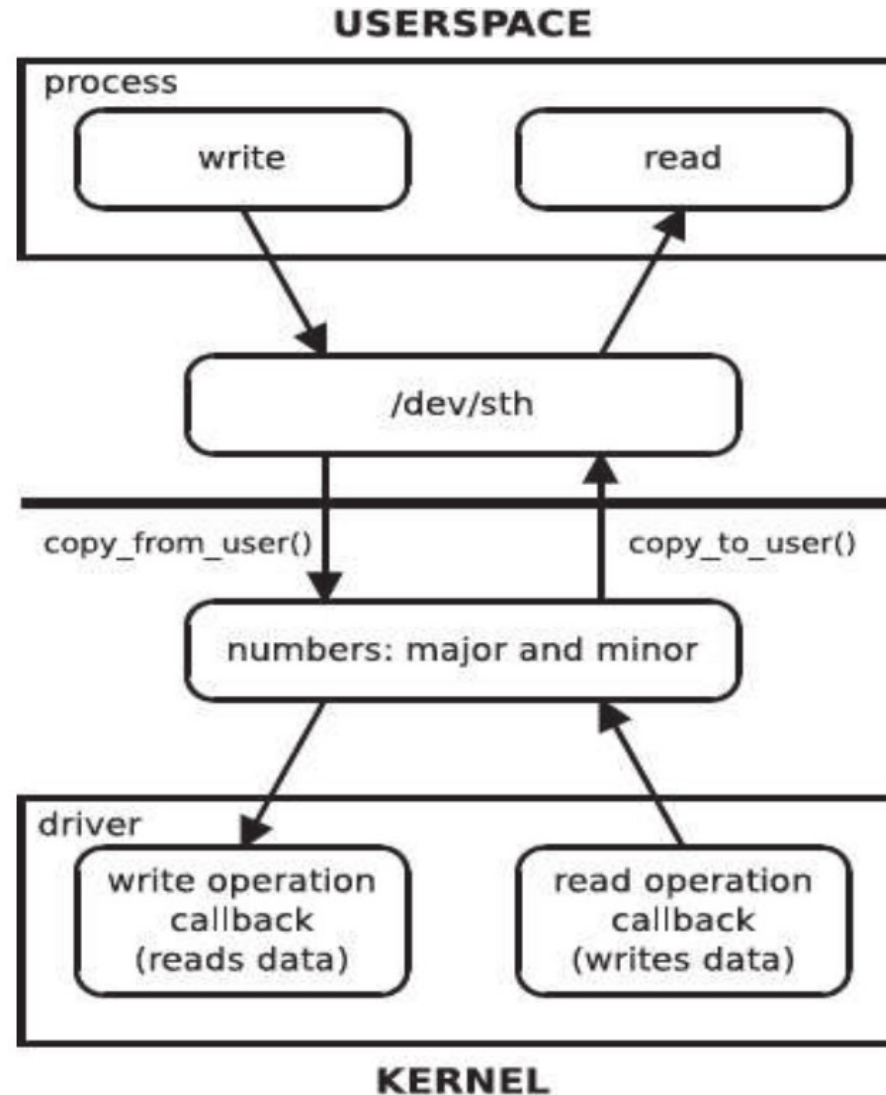 USERSPACE
process
write
read
/dev/sth
copy_from_user()
copy_to_user()
numbers: major and minor
driver
write operation
callback
(reads data)
read operation
callback
(writes data)
KERNEL